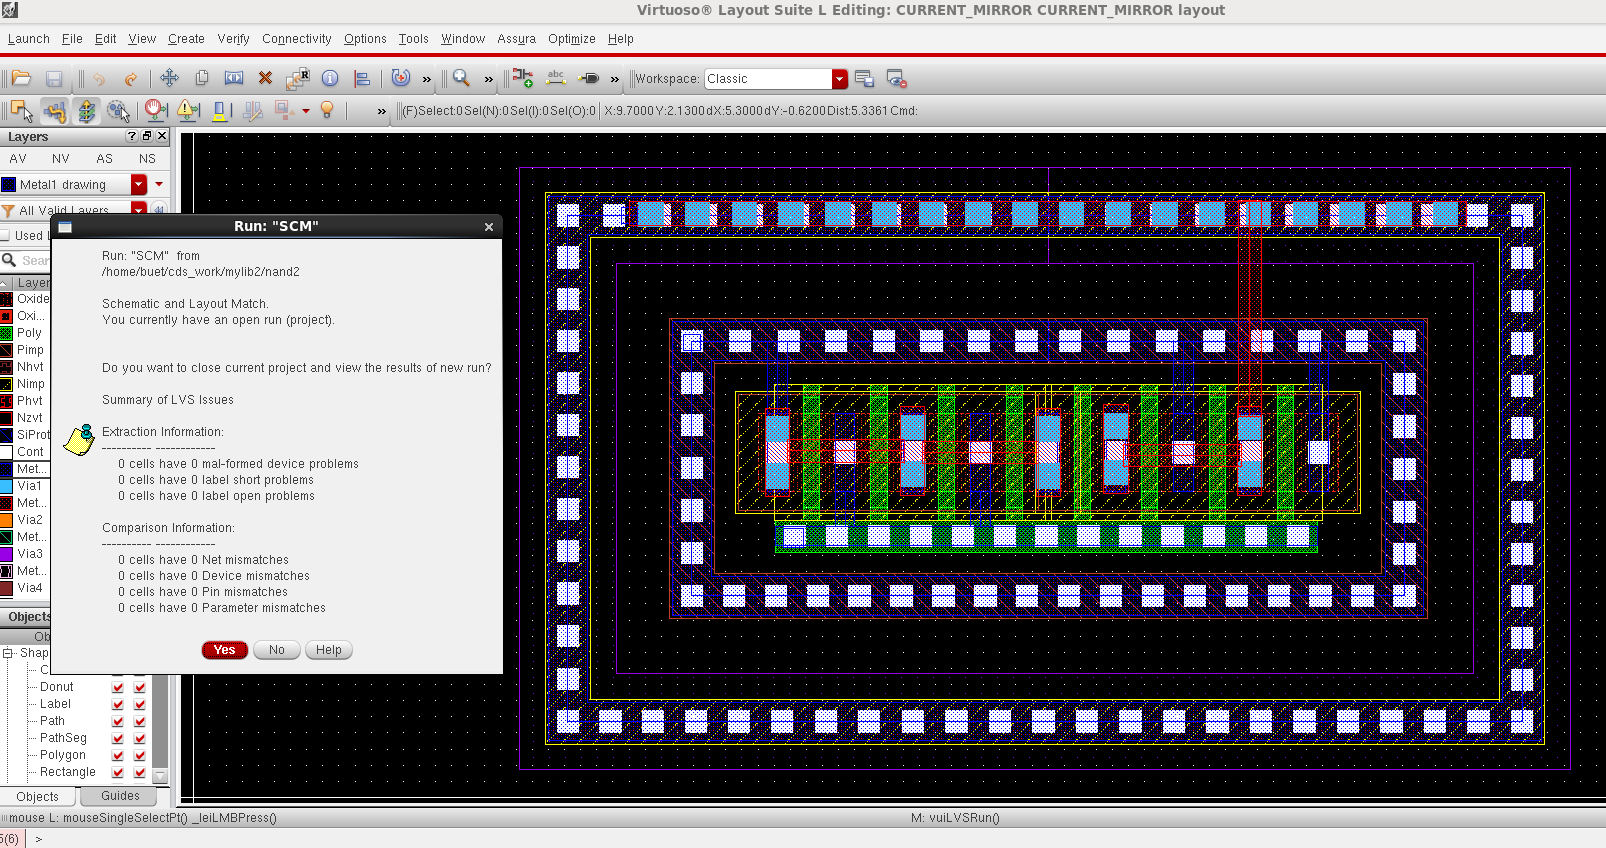 Virtuoso® Layout Suite L Editing: CURRENT_MIRROR CURRENT_MIRROR layout
Launch File Edit View Create Verify Connectivity Options Tools Window Assura Optimize Help
Workspace: Classic
(F)Select:0 Sel(N):0 Sel(I):0 Sel(O):0 X:9.7000 Y:2.1300 dX:5.3000 dY:-0.6200 Dist:5.3361 Cmd:
Layers
AV NV AS NS
Metal1 drawing
All Valid Layers
Used L
Sear
Layer
Oxide
Oxi...
Poly
Pimp
Nhvt
Nimp
Phvt
Nzvt
SiProt
Cont
Met...
Via1
Met...
Via2
Met...
Via3
Met...
Via4
Run: "SCM"
Run: "SCM" from
/home/buet/cds_work/mylib2/nand2
Schematic and Layout Match.
You currently have an open run (project).
Do you want to close current project and view the results of new run?
Summary of LVS Issues
Extraction Information:
---------- ------------
0 cells have 0 mal-formed device problems
0 cells have 0 label short problems
0 cells have 0 label open problems
Comparison Information:
---------- ------------
0 cells have 0 Net mismatches
0 cells have 0 Device mismatches
0 cells have 0 Pin mismatches
0 cells have 0 Parameter mismatches
Yes No Help
Objects
Ob
Shap
C
Donut
Label
Path
PathSeg
Polygon
Rectangle
Objects Guides
mouse L: mouseSingleSelectPt() _leiLMBPress()
M: vuiLVSRun()
5(6) >